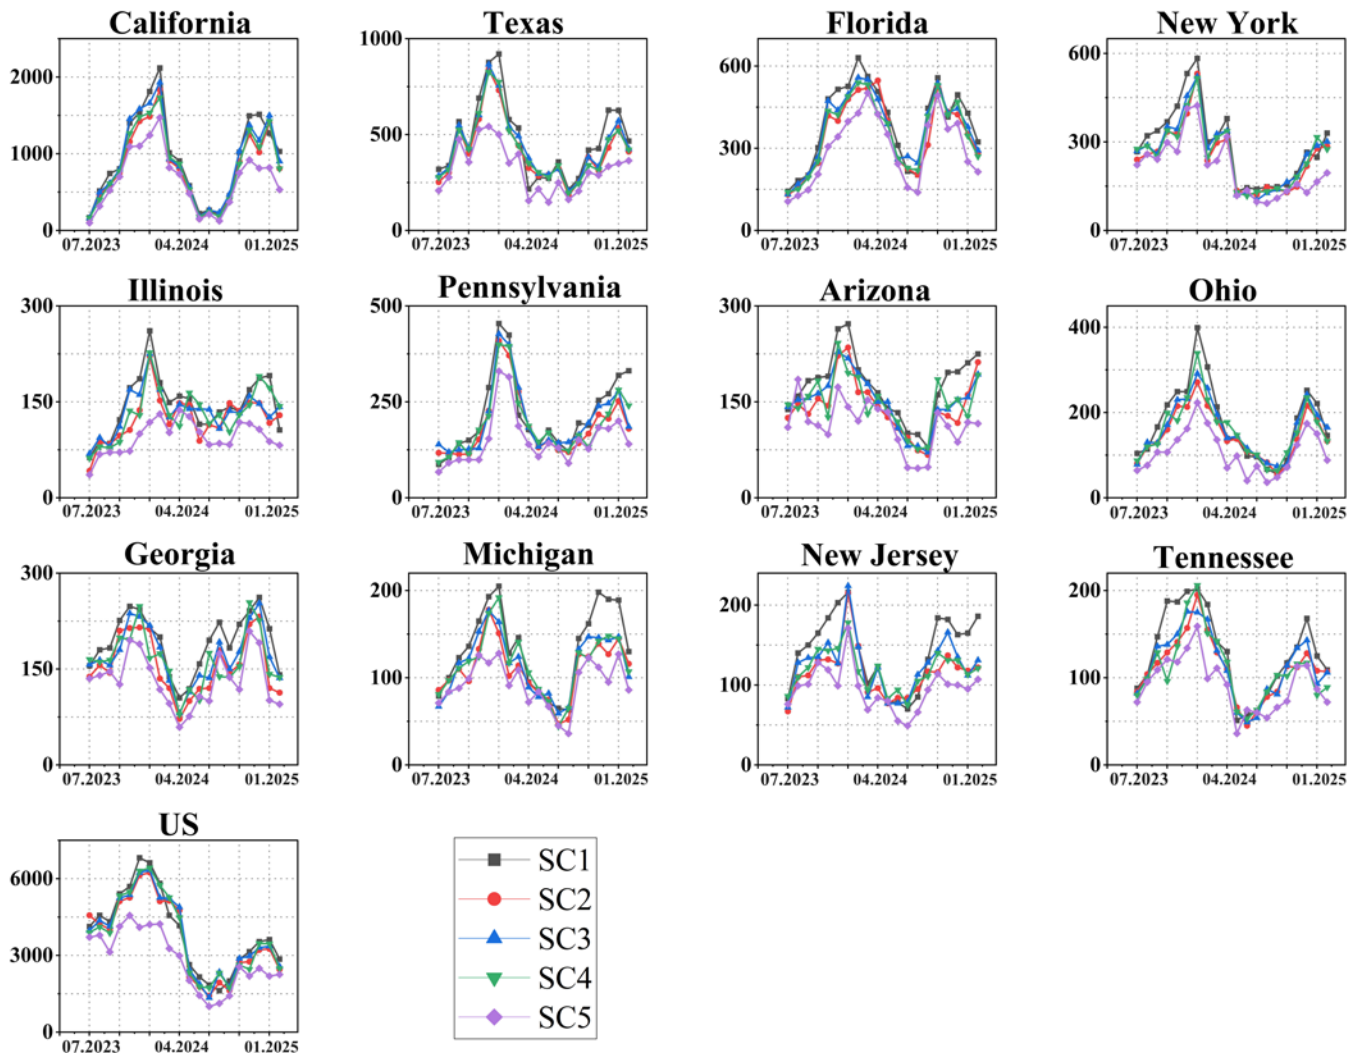 California
Texas
Florida
New York
2000
1000
0
07.2023 04.2024 01.2025
1000
500
0
07.2023 04.2024 01.2025
600
300
0
07.2023 04.2024 01.2025
600
300
0
07.2023 04.2024 01.2025
Illinois
Pennsylvania
Arizona
Ohio
300
150
0
07.2023 04.2024 01.2025
500
250
0
07.2023 04.2024 01.2025
300
150
0
07.2023 04.2024 01.2025
400
200
0
07.2023 04.2024 01.2025
Georgia
Michigan
New Jersey
Tennessee
300
150
0
07.2023 04.2024 01.2025
200
100
0
07.2023 04.2024 01.2025
200
100
0
07.2023 04.2024 01.2025
200
100
0
07.2023 04.2024 01.2025
US
6000
3000
0
07.2023 04.2024 01.2025
SC1
SC2
SC3
SC4
SC5